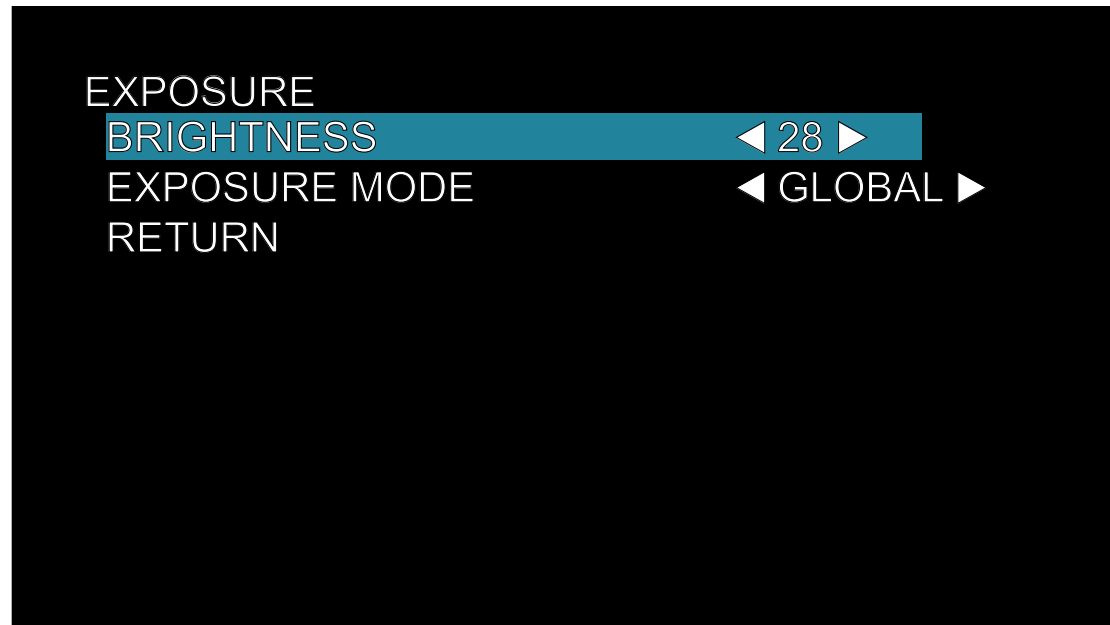 EXPOSURE
BRIGHTNESS ◀ 28 ▶
EXPOSURE MODE ◀ GLOBAL ▶
RETURN